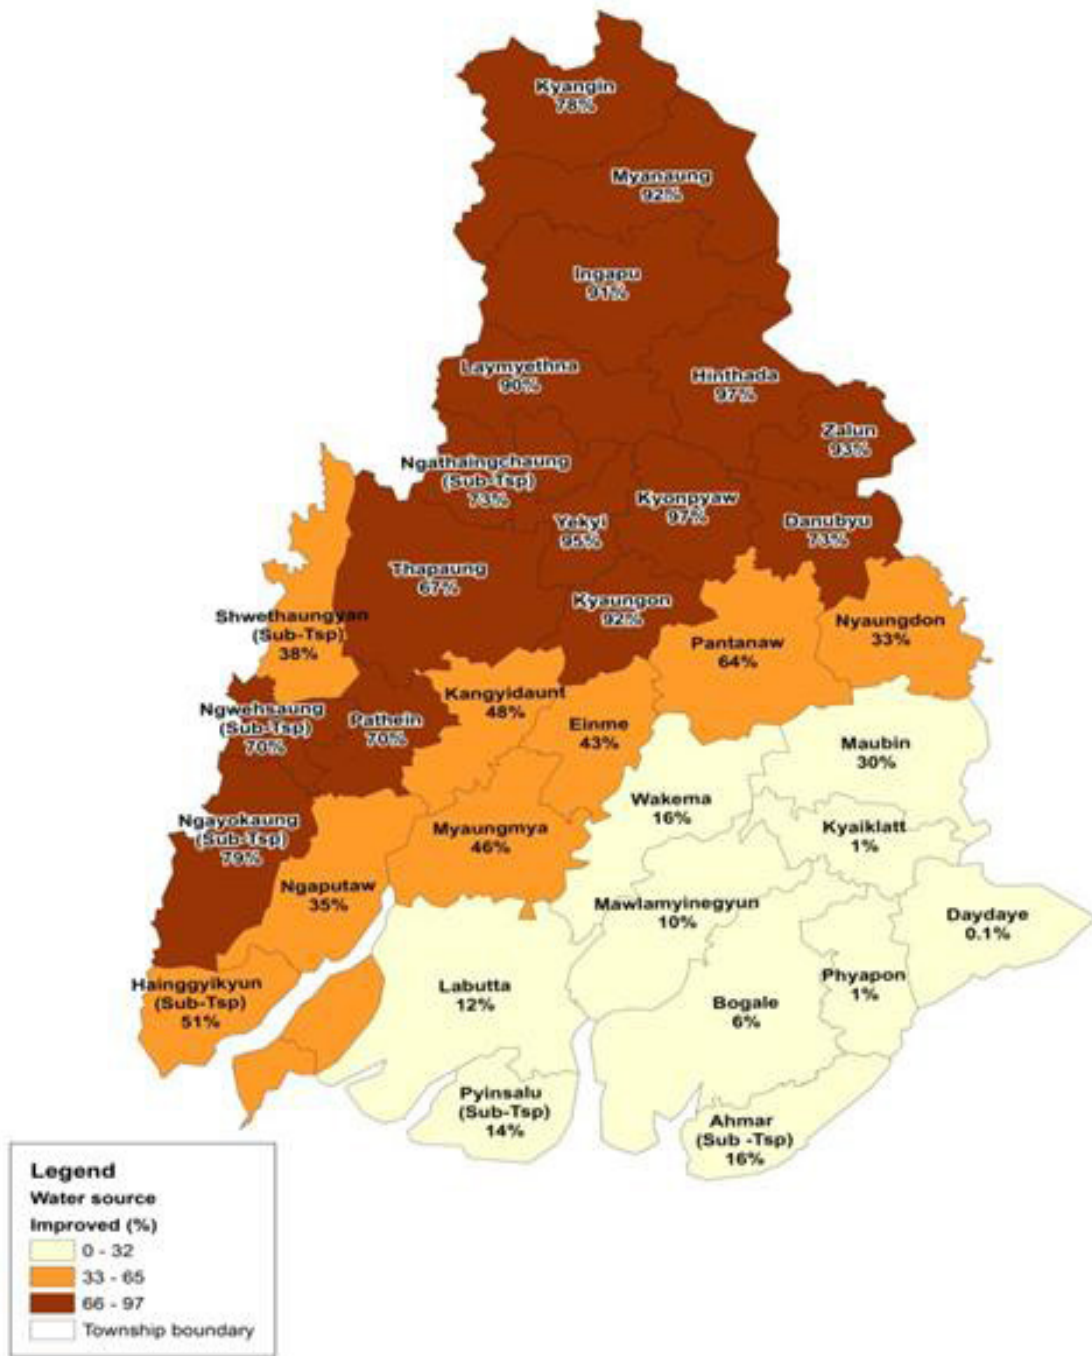 Kyangin
78%
Myanaung
92%
Ingapu
91%
Laymyethna
90%
Hinthada
97%
Zalun
93%
Ngathaingchaung
(Sub-Tsp)
73%
Kyonpyaw
97%
Yekyi
95%
Danubyu
73%
Thapaung
67%
Kyaungon
92%
Shwethaungyan
(Sub-Tsp)
38%
Nyaungdon
33%
Pantanaw
64%
Kangyidaunt
48%
Ngwehsaung
(Sub-Tsp)
70%
Pathein
70%
Einme
43%
Maubin
30%
Wakema
16%
Ngayokaung
(Sub-Tsp)
79%
Myaungmya
46%
Kyaiklatt
1%
Ngaputaw
35%
Mawlamyinegyun
10%
Daydaye
0.1%
Hainggyikyun
(Sub-Tsp)
51%
Labutta
12%
Phyapon
1%
Bogale
6%
Pyinsalu
(Sub-Tsp)
14%
Ahmar
(Sub -Tsp)
16%
Legend
Water source
Improved (%)
0 - 32
33 - 65
66 - 97
Township boundary